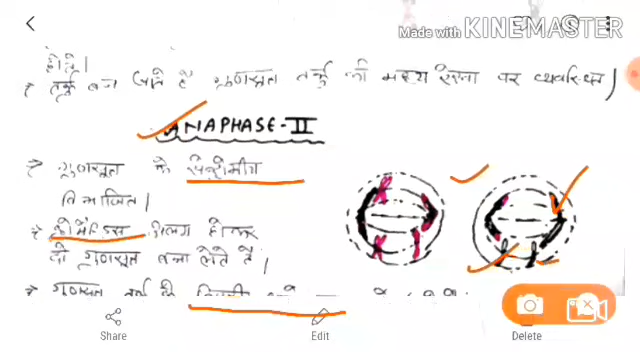 Made with KINEMASTER
होते।
→ तर्कु बन जाते है गुणसूत्र तर्कु की मध्य रेखा पर व्यवस्थित)
ANAPHASE-II
→ गुणसूत्र के सेन्ट्रोमीयर
विभाजित।
→ क्रोमेटिड्स अलग होकर
दो गुणसूत्र बना लेते है।
→ गुणसूत्र
Share
Edit
Delete